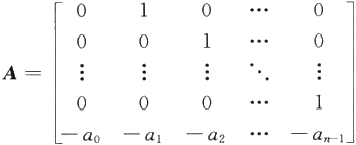 A = [
0 1 0 ⋯ 0
0 0 1 ⋯ 0
⋮ ⋮ ⋮ ⋱ ⋮
0 0 0 ⋯ 1
−a₀ −a₁ −a₂ ⋯ −aₙ₋₁
]